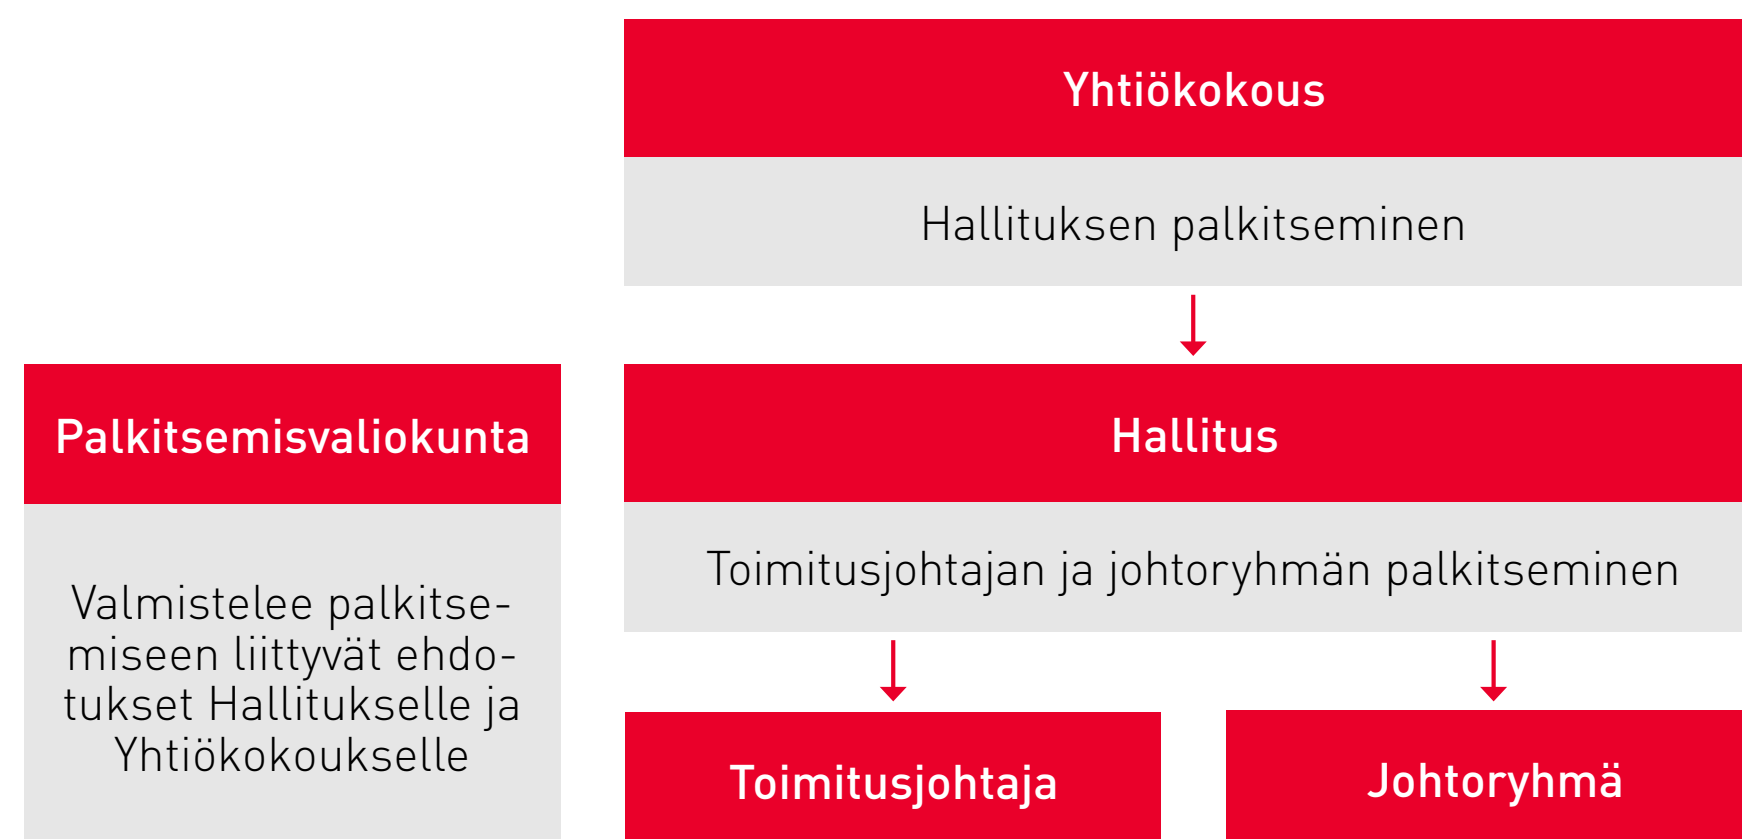 Yhtiökokous
Hallituksen palkitseminen
Palkitsemisvaliokunta
Valmistelee palkitse-
miseen liittyvät ehdo-
tukset Hallitukselle ja
Yhtiökokoukselle
Hallitus
Toimitusjohtajan ja johtoryhmän palkitseminen
Toimitusjohtaja
Johtoryhmä